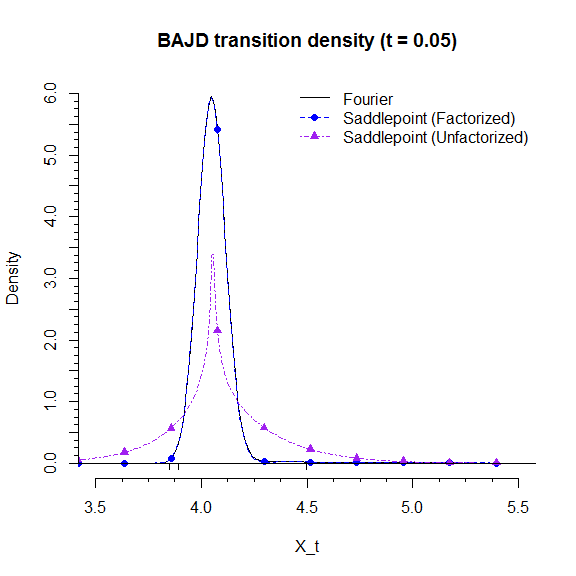 BAJD transition density (t = 0.05)
Fourier
Saddlepoint (Factorized)
Saddlepoint (Unfactorized)
Density
6.0
5.0
4.0
3.0
2.0
1.0
0.0
3.5 4.0 4.5 5.0 5.5
X_t